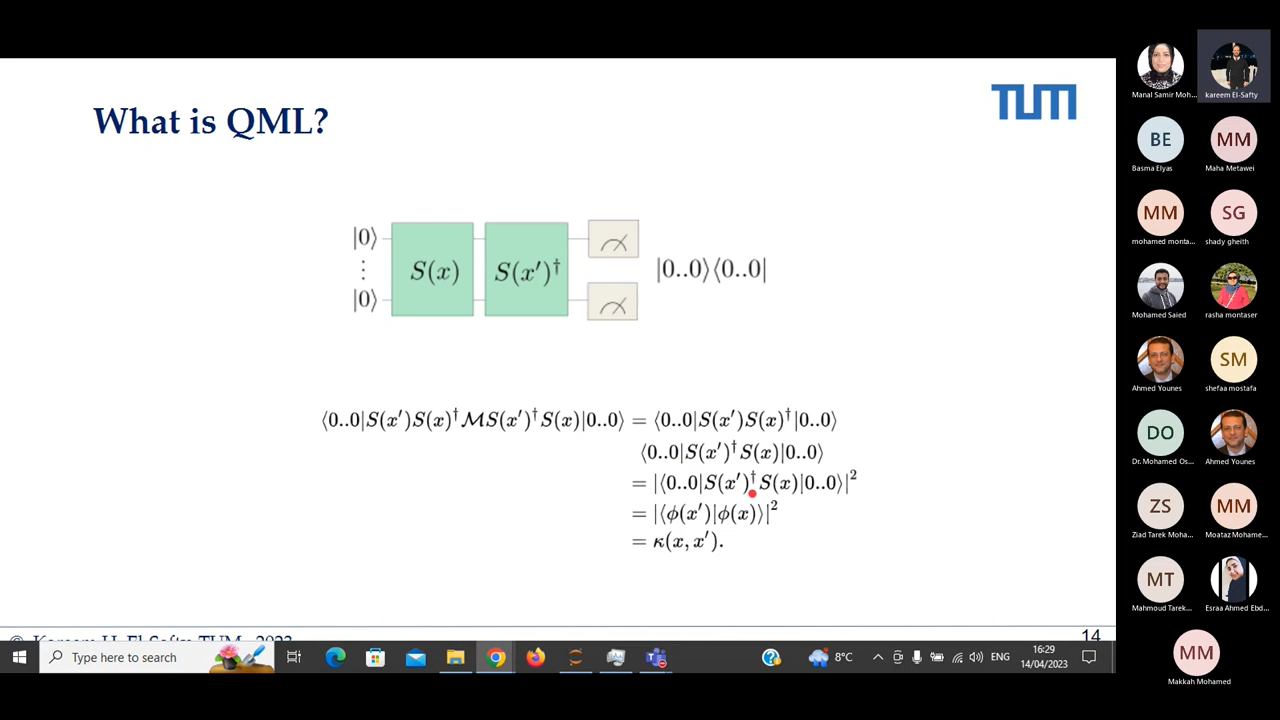 What is QML?
TUM
|0⟩
⋮
|0⟩
S(x)
S(x′)†
|0..0⟩⟨0..0|
⟨0..0|S(x′)S(x)†ℳS(x′)†S(x)|0..0⟩ = ⟨0..0|S(x′)S(x)†|0..0⟩
⟨0..0|S(x′)†S(x)|0..0⟩
= |⟨0..0|S(x′)†S(x)|0..0⟩|²
= |⟨ϕ(x′)|ϕ(x)⟩|²
= κ(x, x′).
14
Type here to search
8°C
ENG
16:29
14/04/2023
Manal Samir Moh...
kareem El-Safty
BE
Basma Elyas
MM
Maha Metawei
MM
mohamed monta...
SG
shady gheith
Mohamed Saied
rasha montaser
Ahmed Younes
SM
shefaa mostafa
DO
Dr. Mohamed Os...
Ahmed Younes
ZS
Ziad Tarek Moha...
MM
Moataz Mohame...
MT
Mahmoud Tarek...
Esraa Ahmed Ebd...
MM
Makkah Mohamed